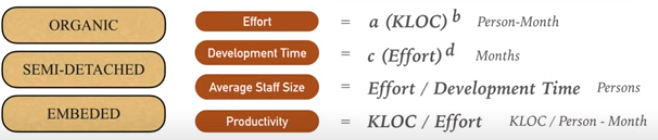 ORGANIC
SEMI-DETACHED
EMBEDED
Effort = a (KLOC)ᵇ Person-Month
Development Time = c (Effort)ᵈ Months
Average Staff Size = Effort / Development Time Persons
Productivity = KLOC / Effort KLOC / Person - Month